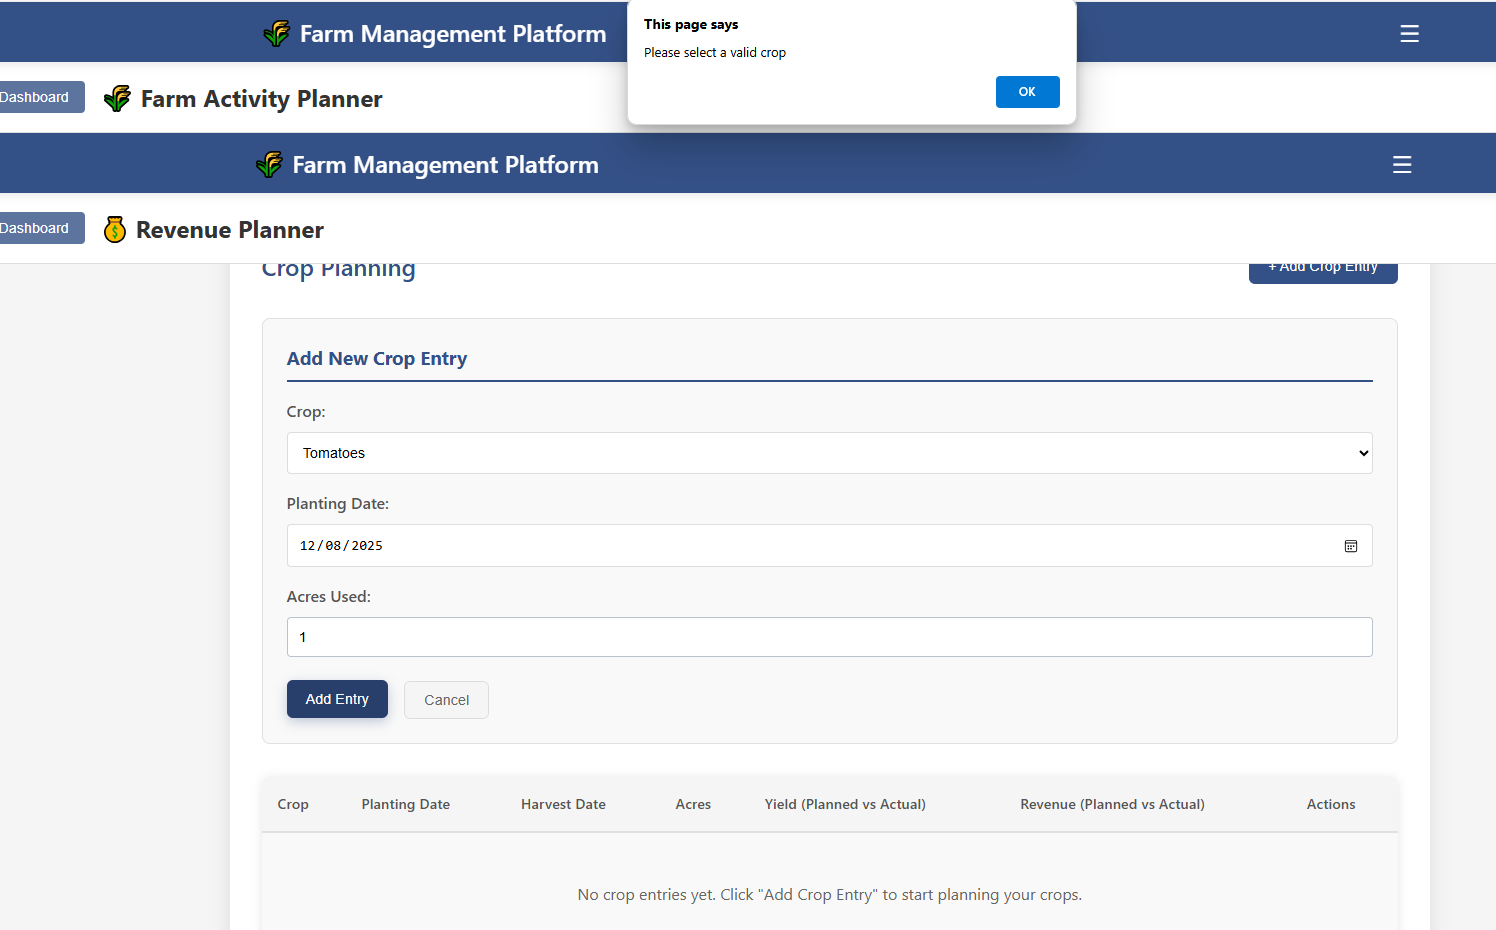 This page says
Please select a valid crop
OK
Farm Management Platform
Dashboard
Farm Activity Planner
Farm Management Platform
Dashboard
Revenue Planner
Crop Planning
+ Add Crop Entry
Add New Crop Entry
Crop:
Tomatoes
Planting Date:
12/08/2025
Acres Used:
1
Add Entry
Cancel
Crop Planting Date Harvest Date Acres Yield (Planned vs Actual) Revenue (Planned vs Actual) Actions
No crop entries yet. Click "Add Crop Entry" to start planning your crops.